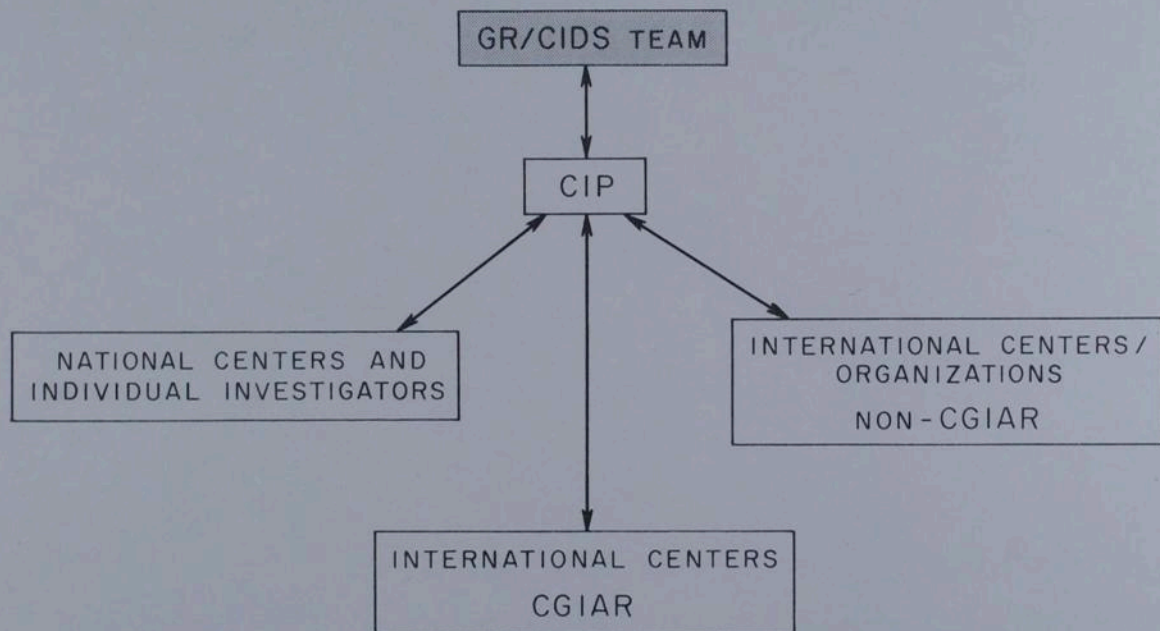 GR/CIDS TEAM
CIP
NATIONAL CENTERS AND
INDIVIDUAL INVESTIGATORS
INTERNATIONAL CENTERS/
ORGANIZATIONS
NON-CGIAR
INTERNATIONAL CENTERS
CGIAR